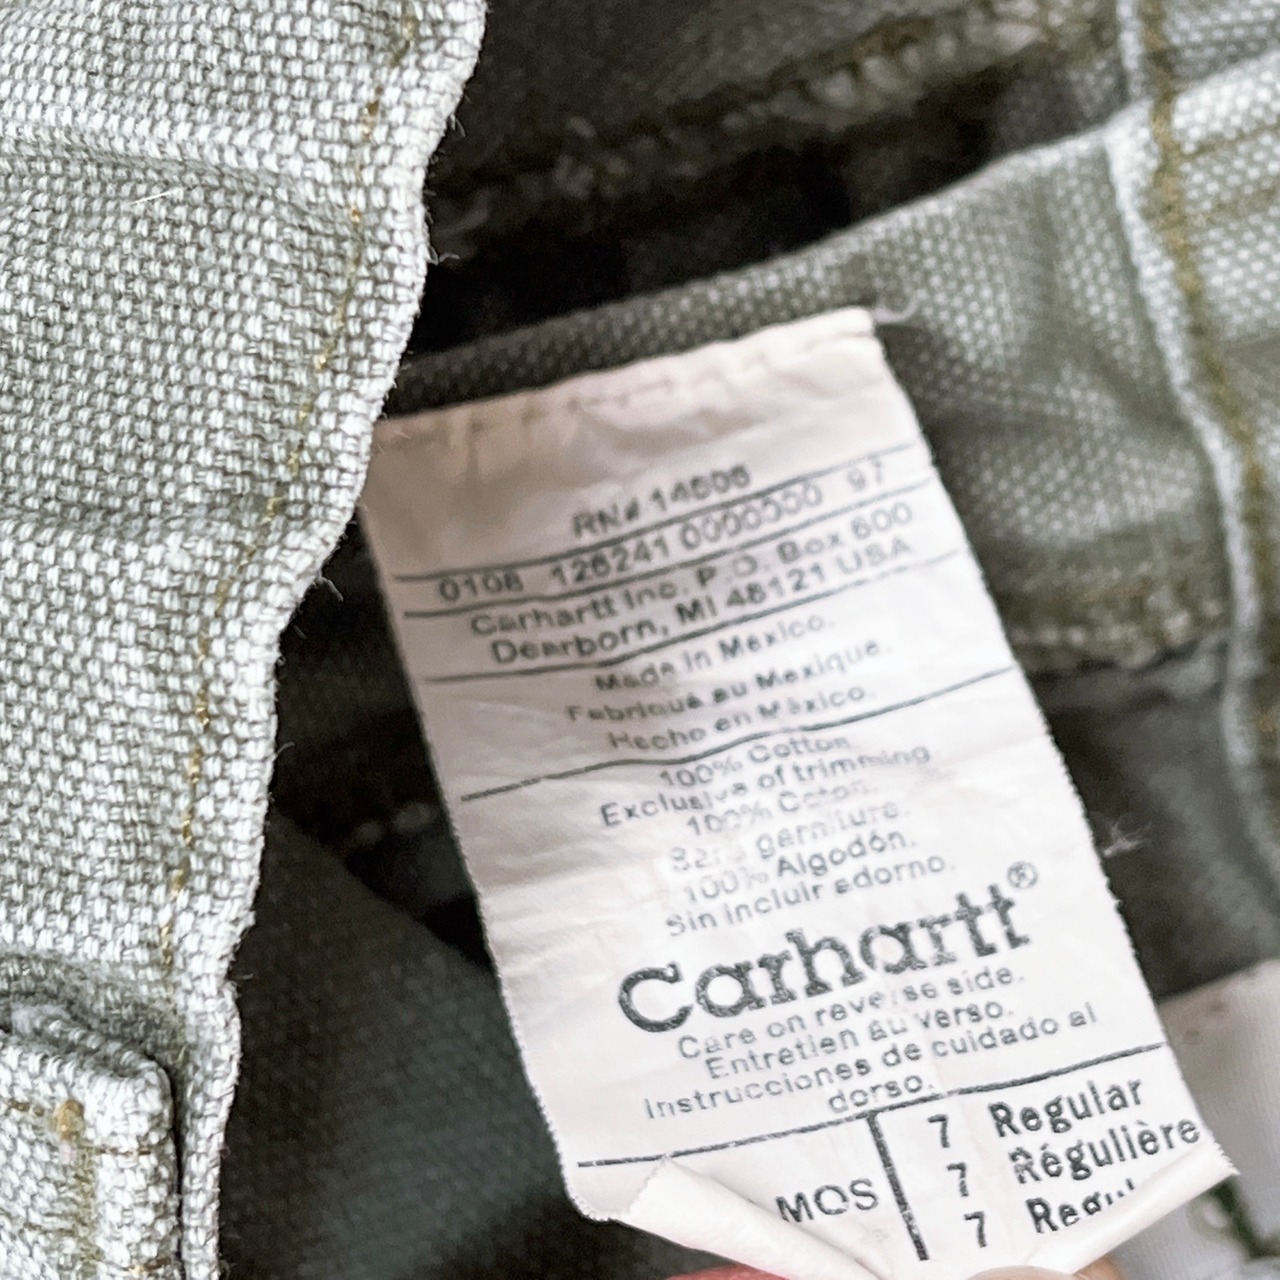 RN# 14806
0108 126241 0000000 97
Carhartt Inc. P.O. Box 600
Dearborn, MI 48121 USA
Made in Mexico.
Fabriqué au Mexique.
Hecho en México.
100% Cotton
Exclusive of trimming
100% Coton.
Sans garniture.
100% Algodón.
Sin incluir adorno.
Carhartt®
Care on reverse side.
Entretien au verso.
Instrucciones de cuidado al
dorso.
MOS
7 Regular
7 Régulière
7